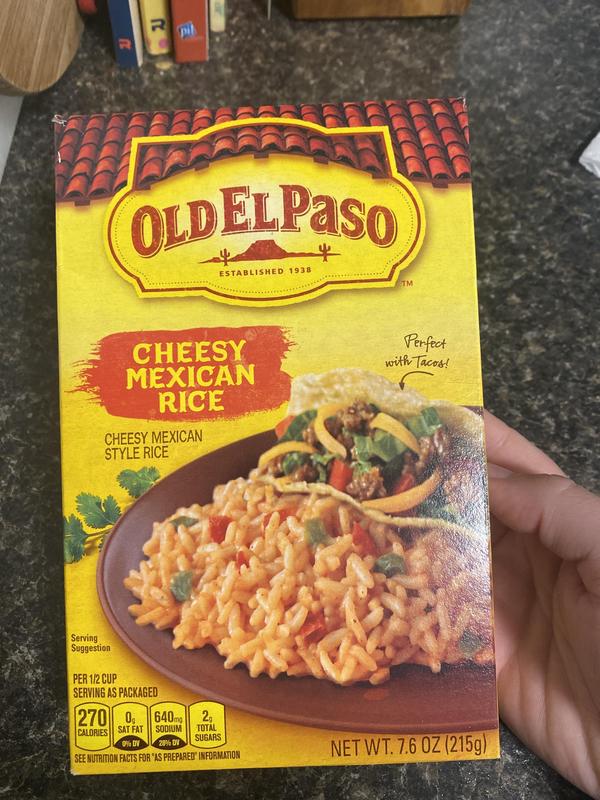 pil
OLD EL PASO
ESTABLISHED 1938
TM
CHEESY
MEXICAN
RICE
CHEESY MEXICAN
STYLE RICE
Perfect
with Tacos!
Serving
Suggestion
PER 1/2 CUP
SERVING AS PACKAGED
270
CALORIES
0g
SAT FAT
0% DV
640mg
SODIUM
28% DV
2g
TOTAL
SUGARS
SEE NUTRITION FACTS FOR "AS PREPARED" INFORMATION
NET WT. 7.6 OZ (215g)